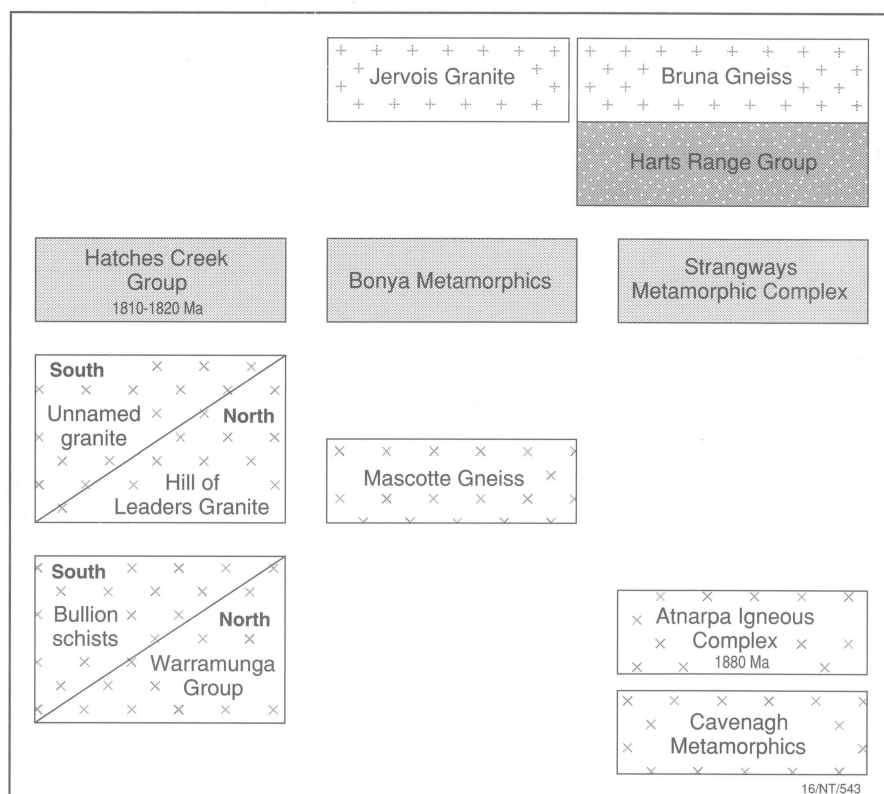 Jervois Granite
Bruna Gneiss
Harts Range Group
Hatches Creek
Group
1810-1820 Ma
Bonya Metamorphics
Strangways
Metamorphic Complex
South
Unnamed
granite
North
Hill of
Leaders Granite
Mascotte Gneiss
South
Bullion
schists
North
Warramunga
Group
Atnarpa Igneous
Complex
1880 Ma
Cavenagh
Metamorphics
16/NT/543